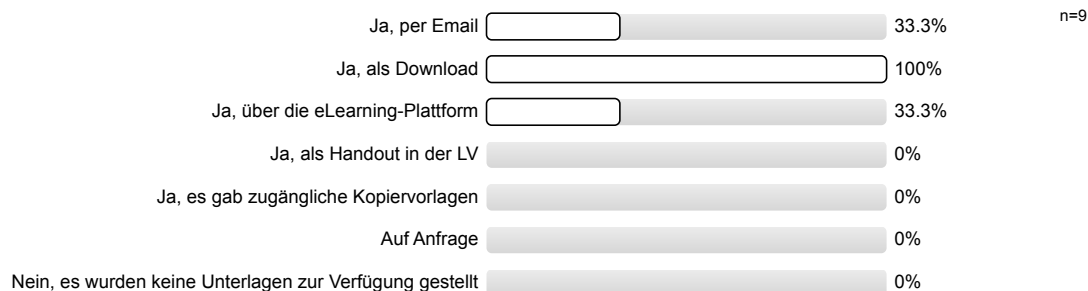 Ja, per Email 33.3% n=9
Ja, als Download 100%
Ja, über die eLearning-Plattform 33.3%
Ja, als Handout in der LV 0%
Ja, es gab zugängliche Kopiervorlagen 0%
Auf Anfrage 0%
Nein, es wurden keine Unterlagen zur Verfügung gestellt 0%